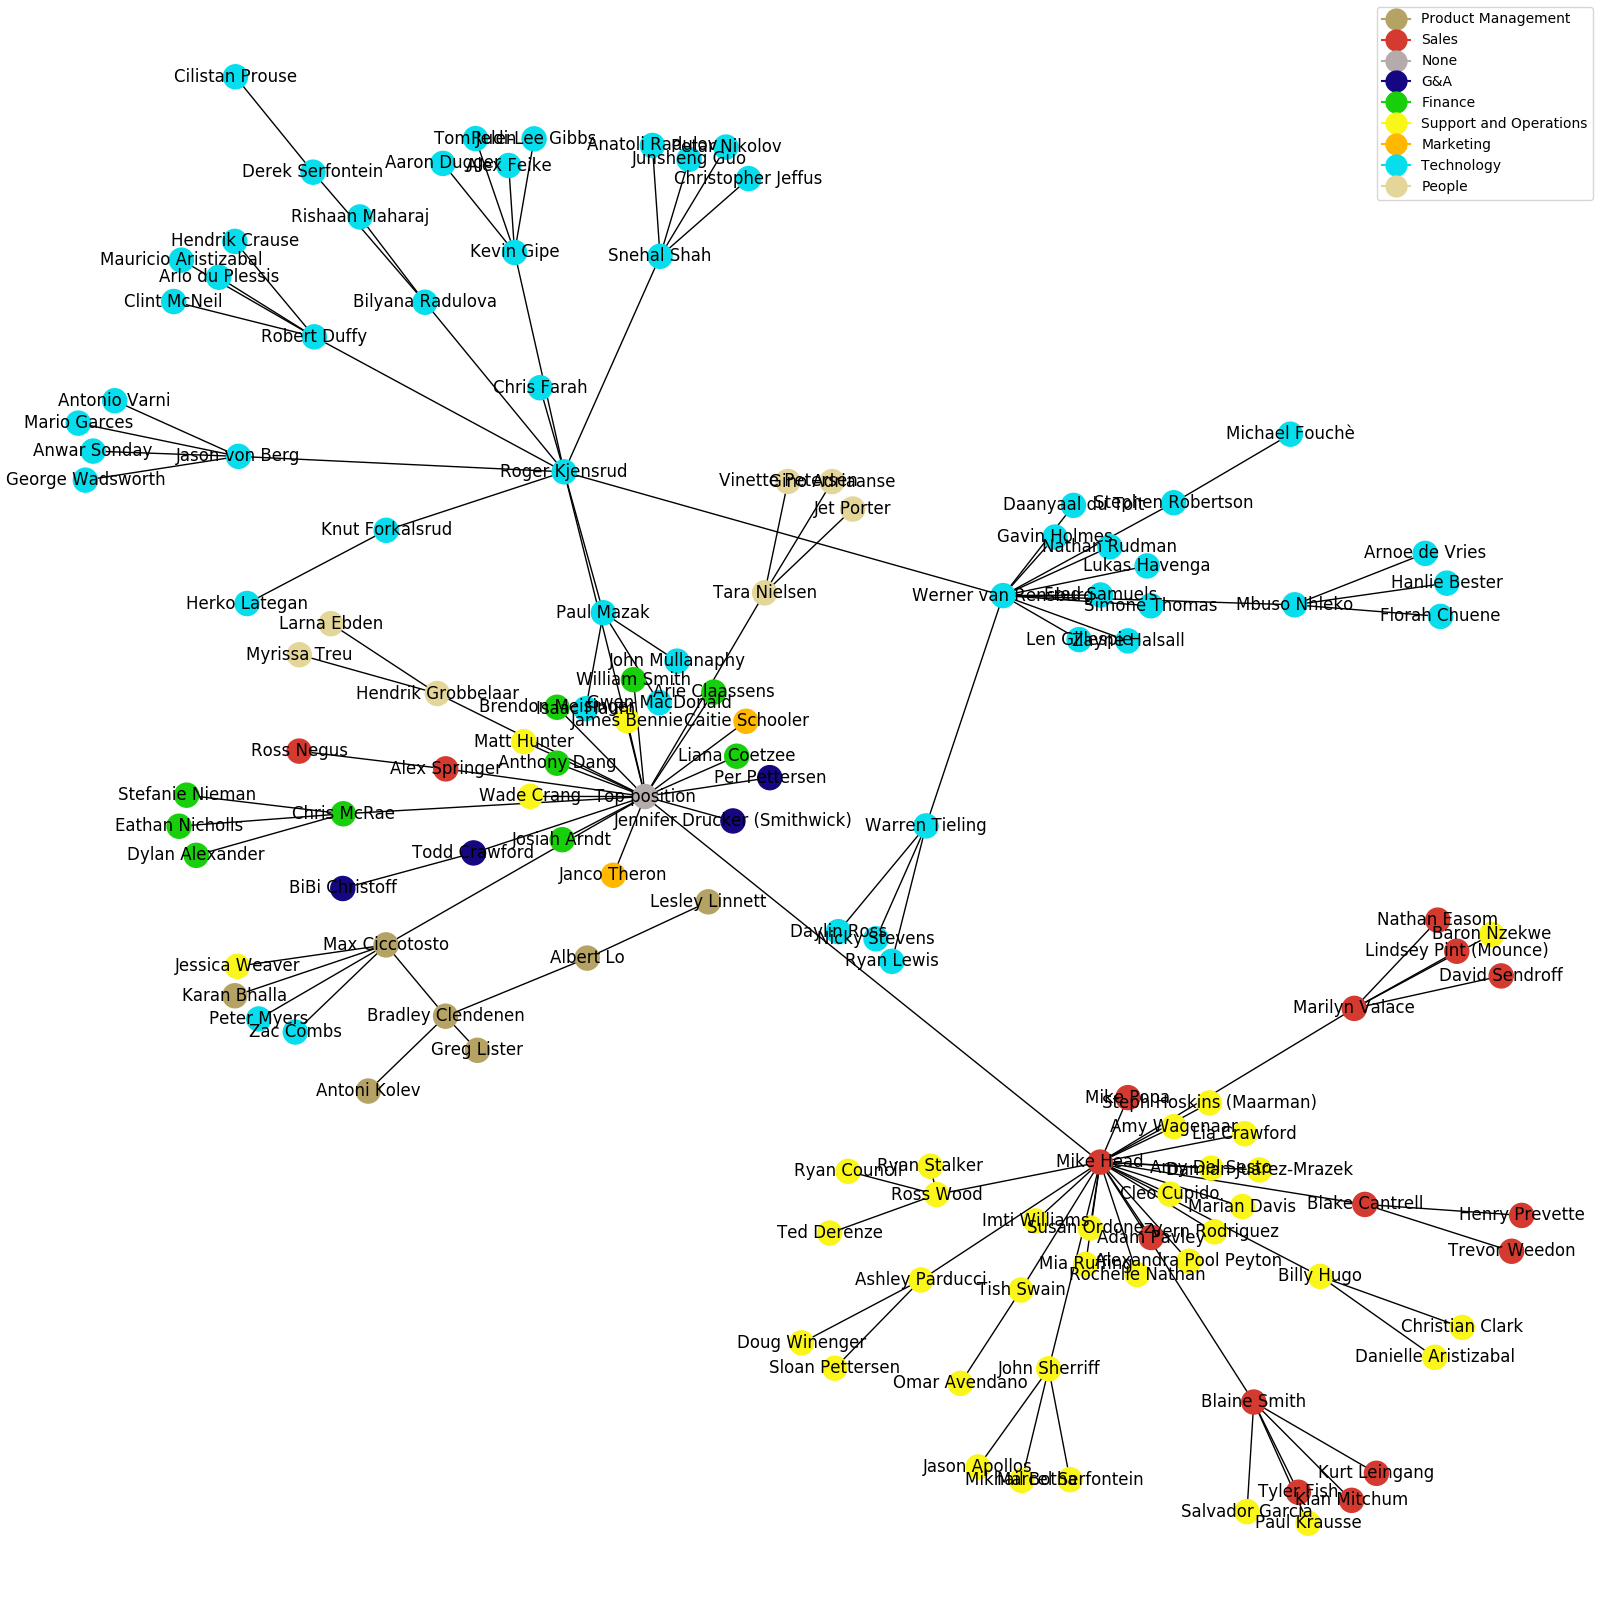 Product Management
Sales
None
G&A
Finance
Support and Operations
Marketing
Technology
People
Cilistan Prouse
Tom
Juli-Lee Gibbs
Anatoli Radulov
Petar Nikolov
Junsheng Guo
Aaron Dugger
Alex Feike
Derek Serfontein
Christopher Jeffus
Rishaan Maharaj
Hendrik Crause
Kevin Gipe
Snehal Shah
Mauricio Aristizabal
Arlo du Plessis
Clint McNeil
Bilyana Radulova
Robert Duffy
Chris Farah
Antonio Varni
Mario Garces
Michael Fouchè
Anwar Sonday
Jason von Berg
Roger Kjensrud
George Wadsworth
Vinette Petersen
Gino Adriaanse
Jet Porter
Daanyaal du Toit
Stephen Robertson
Knut Forkalsrud
Gavin Holmes
Nathan Rudman
Arnoe de Vries
Lukas Havenga
Hanlie Bester
Tara Nielsen
Werner van Rensburg
Samuels
Simone Thomas
Mbuso Nhleko
Herko Lategan
Paul Mazak
Florah Chuene
Larna Ebden
Len Gillespie
Zayne Halsall
Myrissa Treu
John Mullanaphy
William Smith
Hendrik Grobbelaar
Arie Claassens
Gwen MacDonald
Brendon
Isaac
James Bennie
Caitie Schooler
Matt Hunter
Ross Negus
Liana Coetzee
Anthony Dang
Alex Springer
Per Pettersen
Stefanie Nieman
Wade Crang
Top position
Chris McRae
Jennifer Drucker (Smithwick)
Eathan Nicholls
Warren Tieling
Josiah Arndt
Dylan Alexander
Todd Crawford
Janco Theron
BiBi Christoff
Lesley Linnett
Nathan Easom
Daylin Ross
Nicky Stevens
Baron Nzekwe
Max Ciccotosto
Lindsey Pint (Mounce)
Albert Lo
Ryan Lewis
Jessica Weaver
David Sendroff
Karan Bhalla
Marilyn Valace
Bradley Clendenen
Peter Myers
Zac Combs
Greg Lister
Antoni Kolev
Mike Popa
Steph Hoskins (Maarman)
Amy Wagenaar
Lia Crawford
Mike Head
Ryan Stalker
Ryan Councir
Amy Del Sesto
Damian Juarez-Mrazek
Ross Wood
Cleo Cupido
Blake Cantrell
Marian Davis
Henry Prevette
Imti Williams
Susan Ordonez
Ted Derenze
Vern Rodriguez
Adam Pavley
Trevor Weedon
Mia Ruffing
Alexandra Pool Peyton
Rochelle Nathan
Billy Hugo
Ashley Parducci
Tish Swain
Christian Clark
Doug Winenger
Danielle Aristizabal
Sloan Pettersen
John Sherriff
Omar Avendano
Blaine Smith
Jason Apollos
Kurt Leingang
Mikhail Botha
Marcel Serfontein
Tyler Fish
Kian Mitchum
Salvador Garcia
Paul Krausse